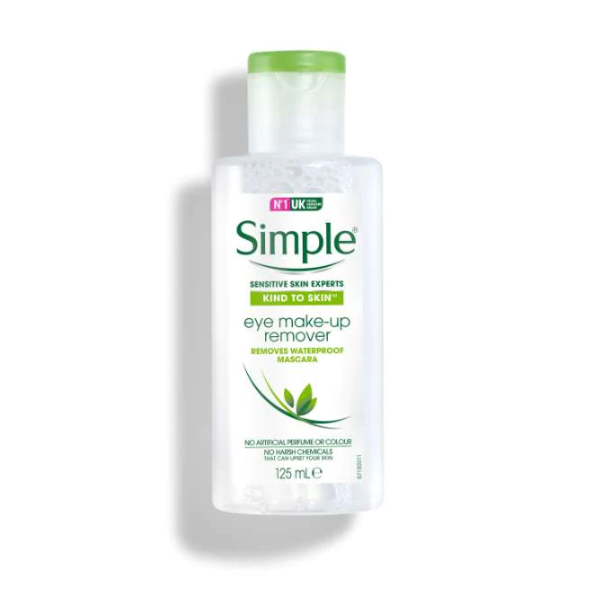 N°1 UK
Simple®
SENSITIVE SKIN EXPERTS
KIND TO SKIN™
eye make-up
remover
REMOVES WATERPROOF
MASCARA
NO ARTIFICIAL PERFUME OR COLOUR
NO HARSH CHEMICALS
THAT CAN UPSET YOUR SKIN
125 mL℮